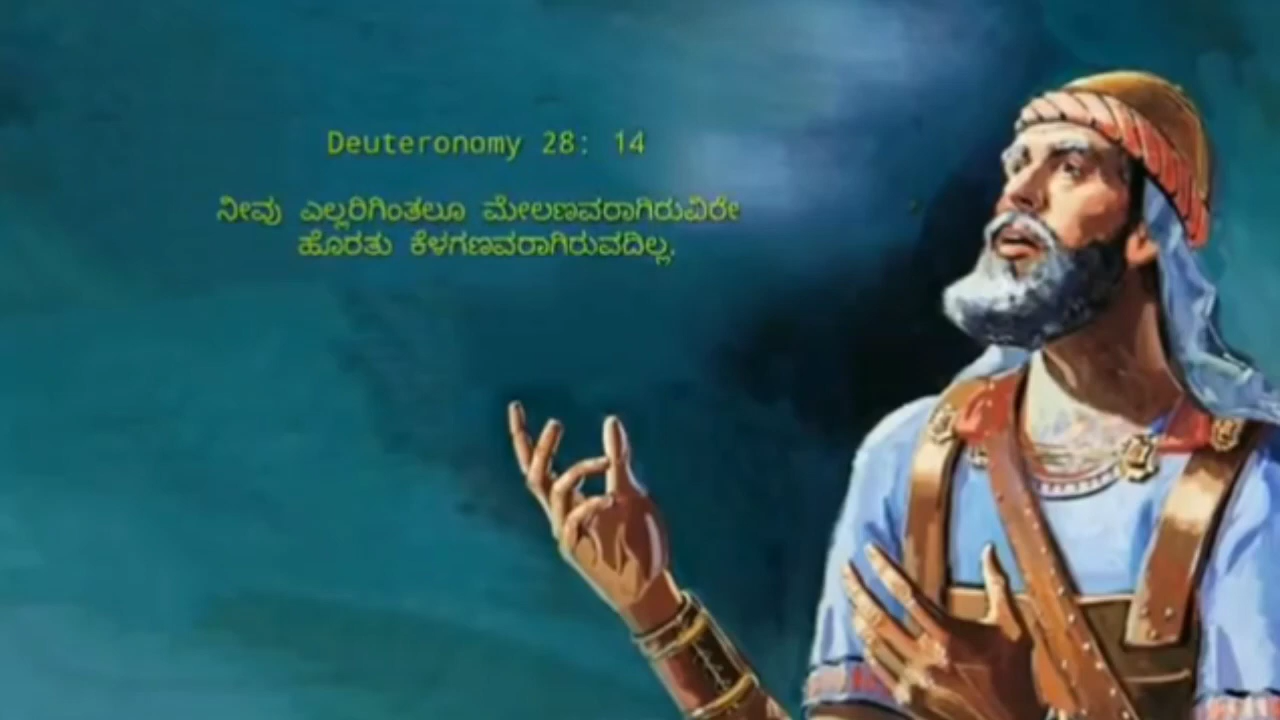 Deuteronomy 28: 14
ನೀವು ಎಲ್ಲರಿಗಿಂತಲೂ ಮೇಲಣವರಾಗಿರುವಿರೇ
ಹೊರತು ಕೆಳಗಣವರಾಗಿರುವದಿಲ್ಲ.